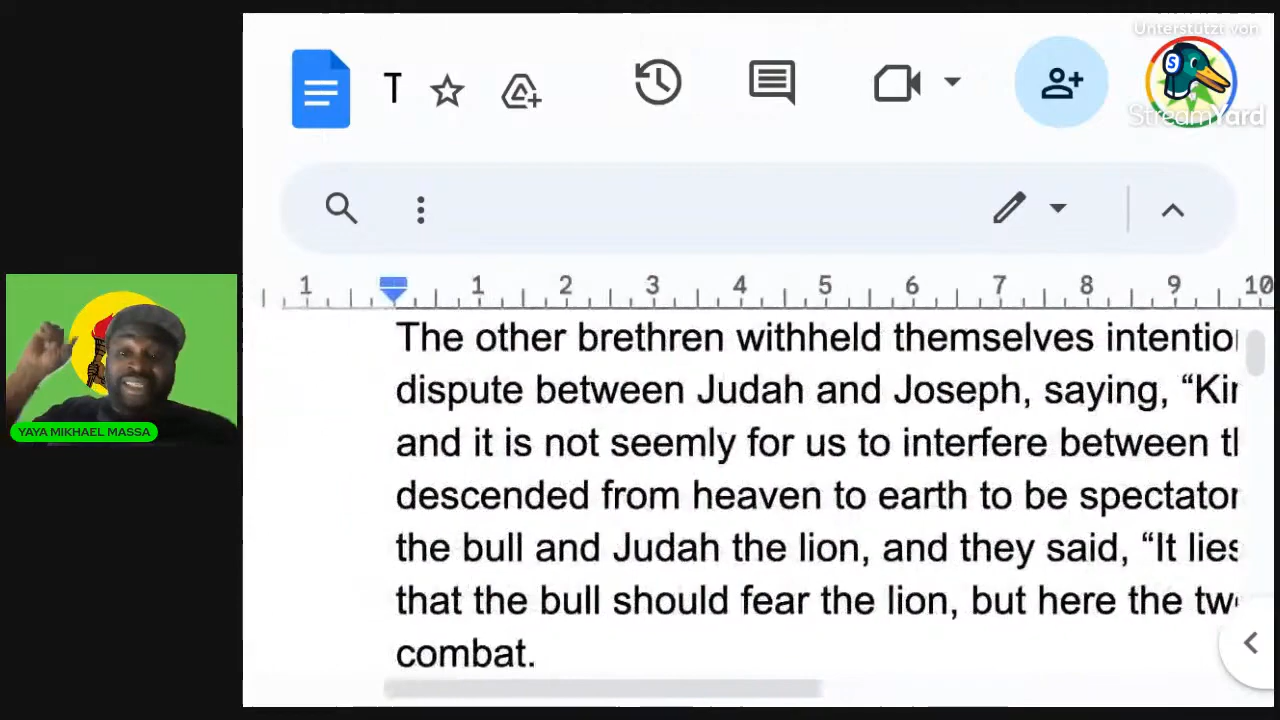 Unterstützt von
StreamYard
T
S
1 1 2 3 4 5 6 7 8 9 10
The other brethren withheld themselves intentio
dispute between Judah and Joseph, saying, “Kin
and it is not seemly for us to interfere between th
descended from heaven to earth to be spectator
the bull and Judah the lion, and they said, “It lies
that the bull should fear the lion, but here the tw
combat.
YAYA MIKHAEL MASSA